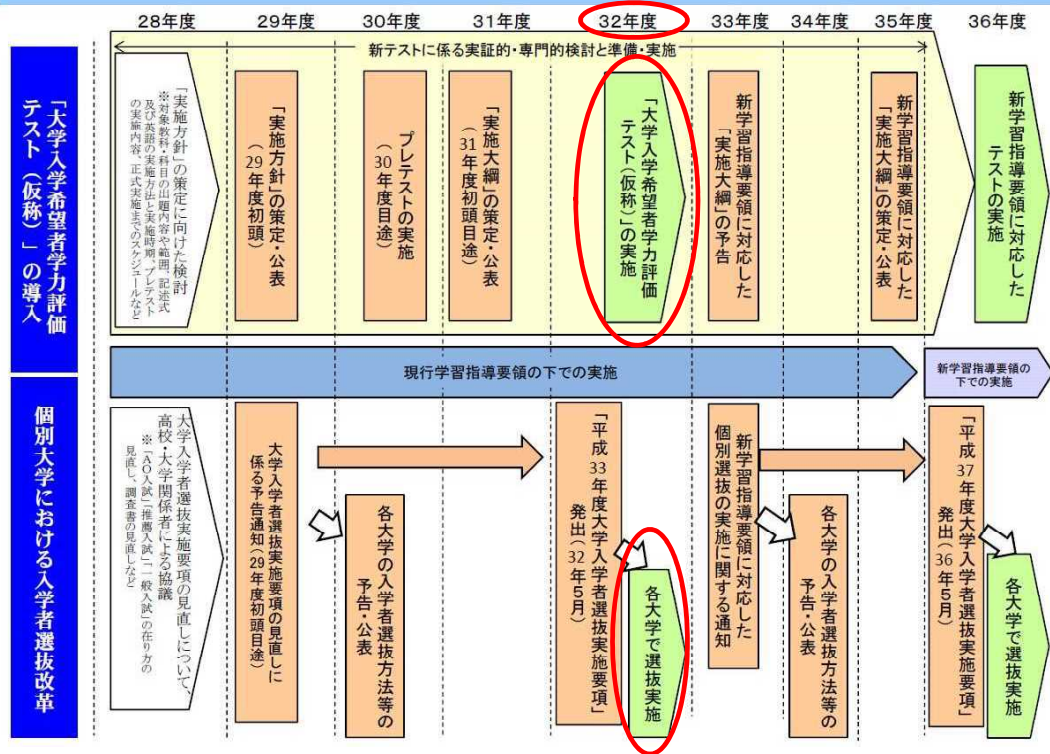 28年度
29年度
30年度
31年度
32年度
33年度
34年度
35年度
36年度
「大学入学希望者学力評価
テスト（仮称）」の導入
新テストに係る実証的・専門的検討と準備・実施
「実施方針」の策定に向けた検討
※対象教科・科目の出題内容や範囲、記述式
及び英語の実施方法と実施時期、プレテスト
の実施内容、正式実施までのスケジュールなど
「実施方針」の策定・公表
（29年度初頭）
プレテストの実施
（30年度目途）
「実施大綱」の策定・公表
（31年度初頭目途）
「大学入学希望者学力評価
テスト（仮称）」の実施
新学習指導要領に対応した
「実施大綱」の予告
新学習指導要領に対応した
「実施大綱」の策定・公表
新学習指導要領に対応した
テストの実施
現行学習指導要領の下での実施
新学習指導要領の
下での実施
個別大学における入学者選抜改革
大学入学者選抜実施要項の見直しについて、
高校・大学関係者による協議
※「AO入試」「推薦入試」「一般入試」の在り方の
見直し、調査書の見直しなど
大学入学者選抜実施要項の見直しに
係る予告通知（29年度初頭目途）
各大学の入学者選抜方法等の
予告・公表
「平成33年度大学入学者選抜実施要項」
発出（32年5月）
各大学で選抜実施
新学習指導要領に対応した
個別選抜の実施に関する通知
各大学の入学者選抜方法等の
予告・公表
「平成37年度大学入学者選抜実施要項」
発出（36年5月）
各大学で選抜実施